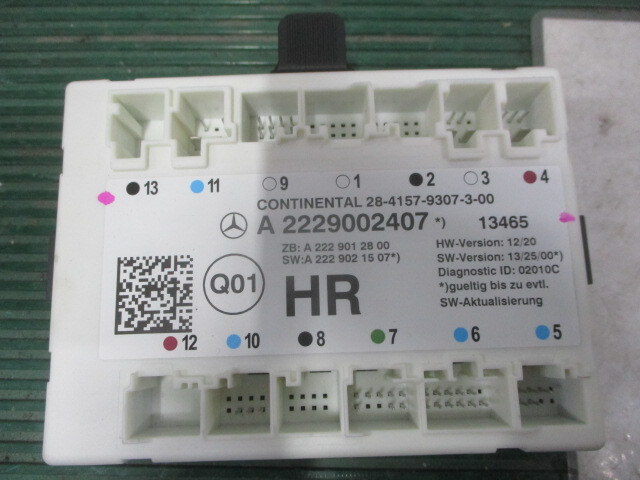 13 11 9 1 2 3 4
CONTINENTAL 28-4157-9307-3-00
A 2229002407 *) 13465
ZB: A 222 901 28 00
SW:A 222 902 15 07*)
HW-Version: 12/20
SW-Version: 13/25/00*)
Diagnostic ID: 02010C
*)gueltig bis zu evtl.
SW-Aktualisierung
Q01
HR
12 10 8 7 6 5